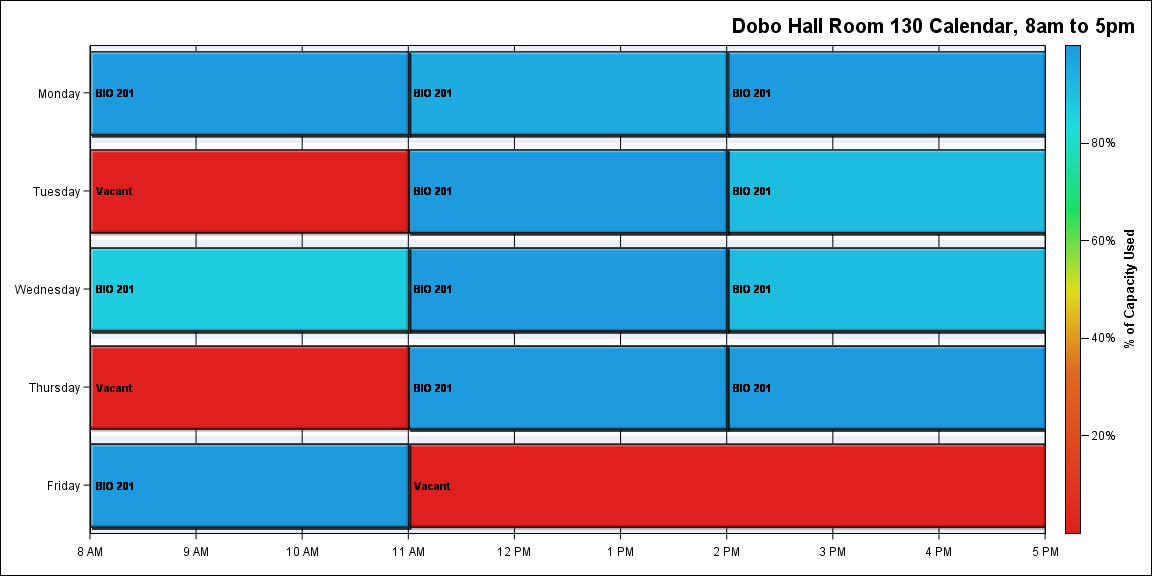 Dobo Hall Room 130 Calendar, 8am to 5pm
Monday
BIO 201
BIO 201
BIO 201
Tuesday
Vacant
BIO 201
BIO 201
Wednesday
BIO 201
BIO 201
BIO 201
Thursday
Vacant
BIO 201
BIO 201
Friday
BIO 201
Vacant
8 AM
9 AM
10 AM
11 AM
12 PM
1 PM
2 PM
3 PM
4 PM
5 PM
80%
60%
40%
20%
% of Capacity Used